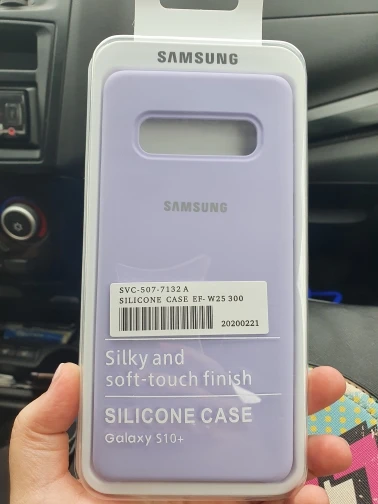 SAMSUNG
SAMSUNG
SVC-507-7132 A
SILICONE CASE EF-W25 300
20200221
Silky and
soft-touch finish
SILICONE CASE
Galaxy S10+